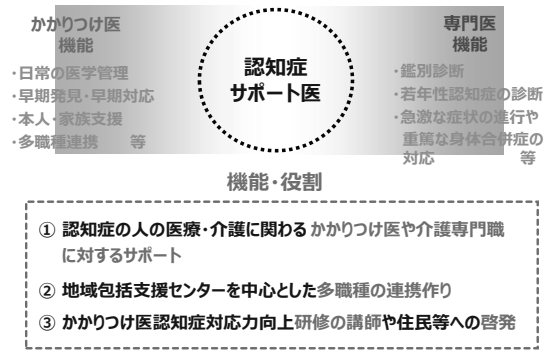 かかりつけ医
機能
・日常の医学管理
・早期発見・早期対応
・本人・家族支援
・多職種連携　等
認知症
サポート医
専門医
機能
・鑑別診断
・若年性認知症の診断
・急激な症状の進行や
重篤な身体合併症の
対応　等
機能・役割
① 認知症の人の医療・介護に関わるかかりつけ医や介護専門職
に対するサポート
② 地域包括支援センターを中心とした多職種の連携作り
③ かかりつけ医認知症対応力向上研修の講師や住民等への啓発